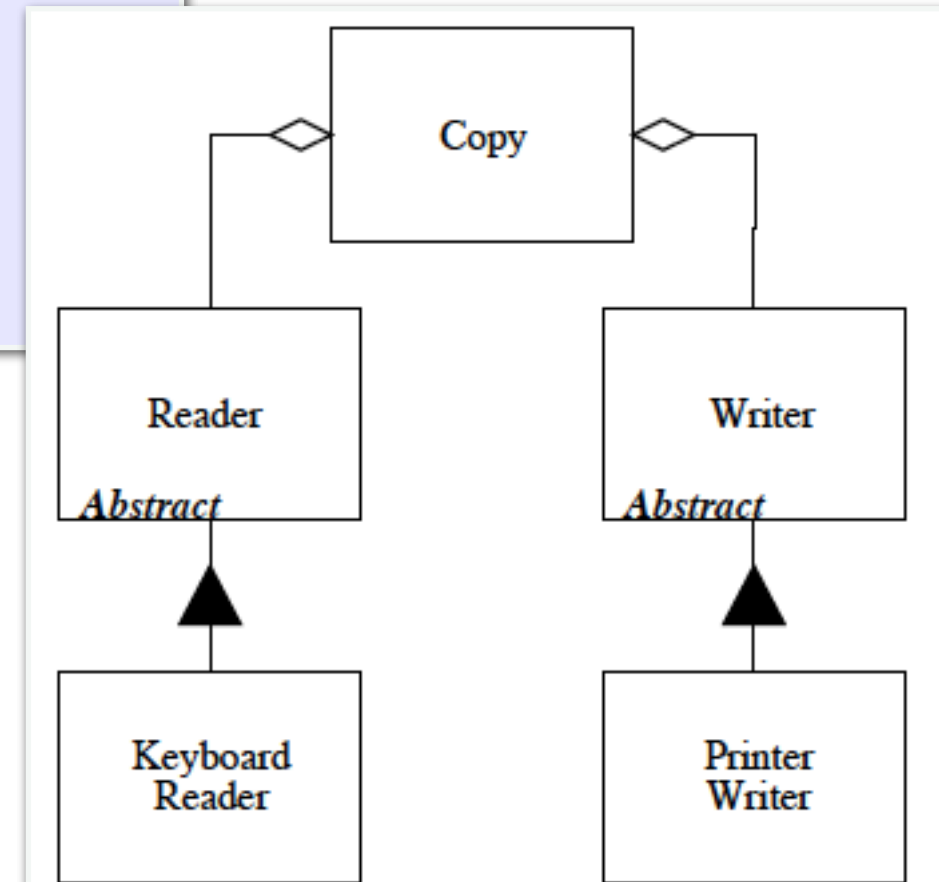 Copy
Reader
Abstract
Writer
Abstract
Keyboard
Reader
Printer
Writer